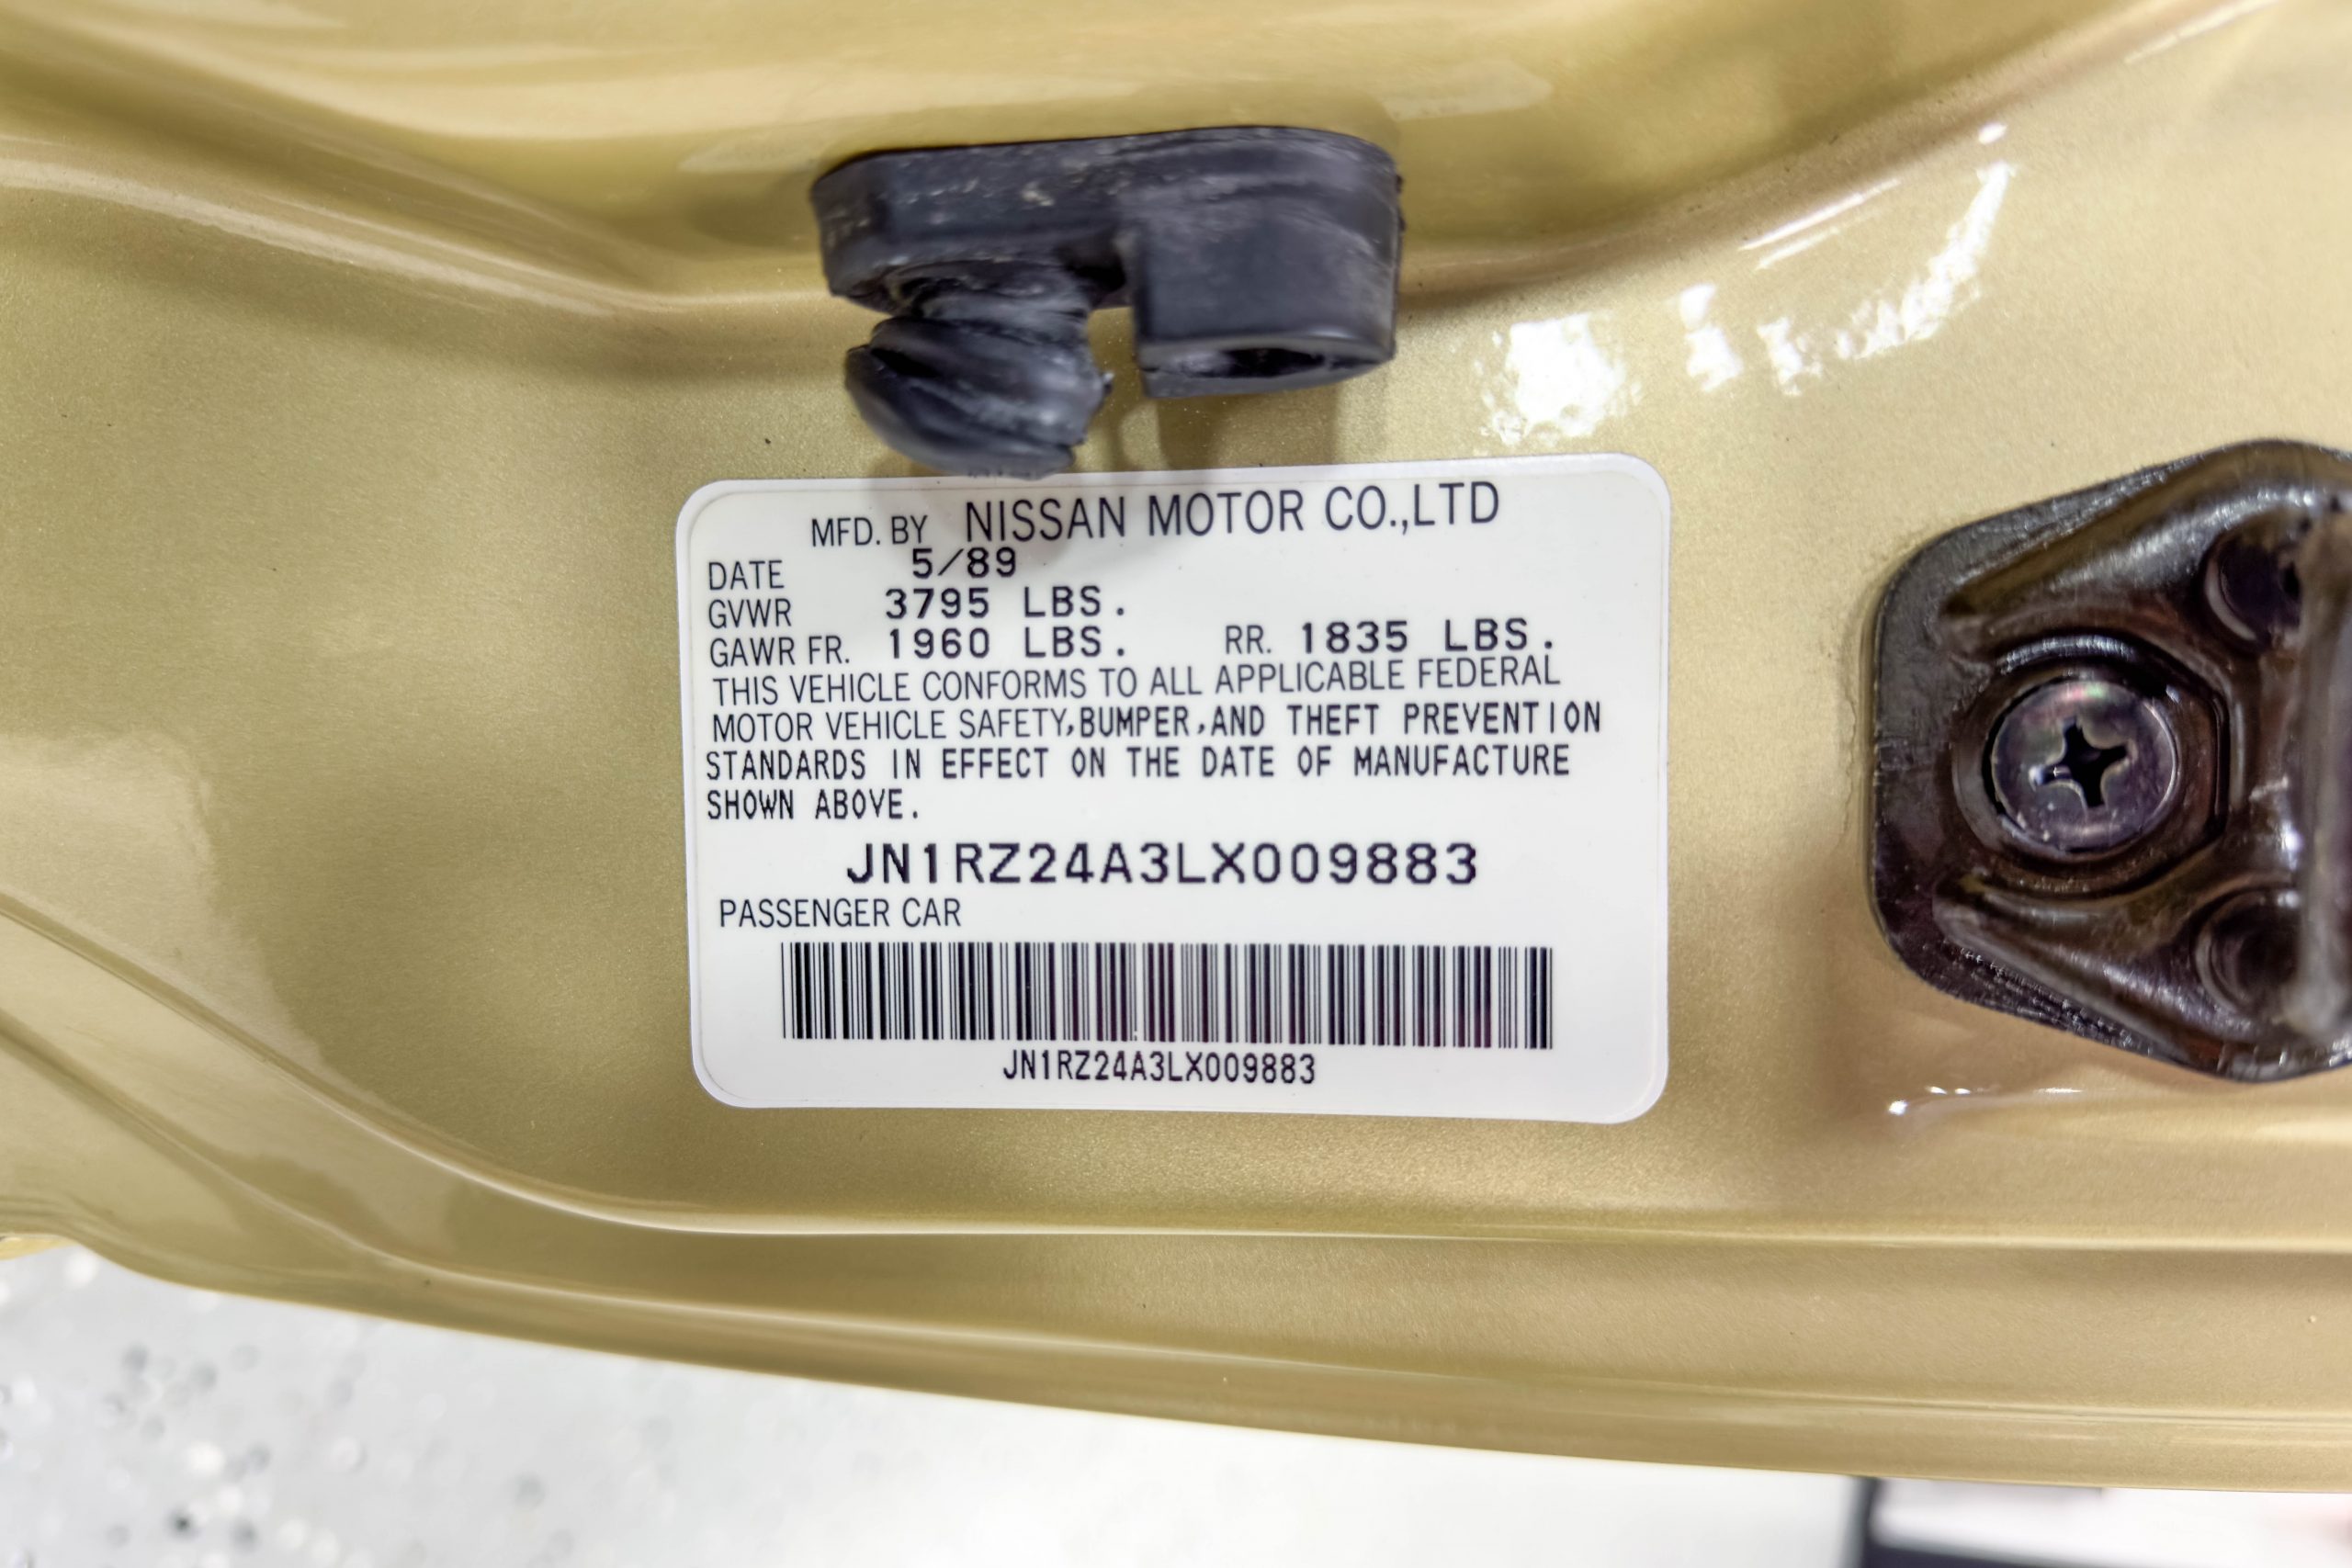 MFD. BY NISSAN MOTOR CO.,LTD
DATE 5/89
GVWR 3795 LBS.
GAWR FR. 1960 LBS. RR. 1835 LBS.
THIS VEHICLE CONFORMS TO ALL APPLICABLE FEDERAL
MOTOR VEHICLE SAFETY,BUMPER,AND THEFT PREVENTION
STANDARDS IN EFFECT ON THE DATE OF MANUFACTURE
SHOWN ABOVE.
JN1RZ24A3LX009883
PASSENGER CAR
JN1RZ24A3LX009883